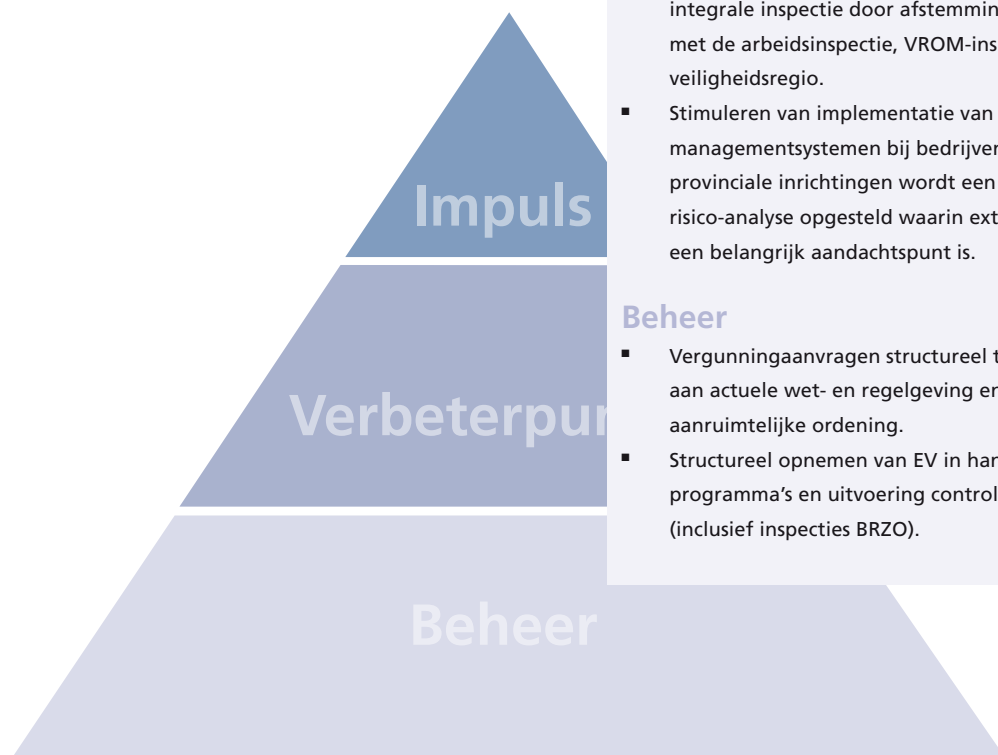 Impuls
Verbeterpun
Beheer
integrale inspectie door afstemmin
met de arbeidsinspectie, VROM-ins
veiligheidsregio.
▪ Stimuleren van implementatie van
managementsystemen bij bedrijven
provinciale inrichtingen wordt een
risico-analyse opgesteld waarin ext
een belangrijk aandachtspunt is.
Beheer
▪ Vergunningaanvragen structureel t
aan actuele wet- en regelgeving en
aanruimtelijke ordening.
▪ Structureel opnemen van EV in han
programma's en uitvoering control
(inclusief inspecties BRZO).